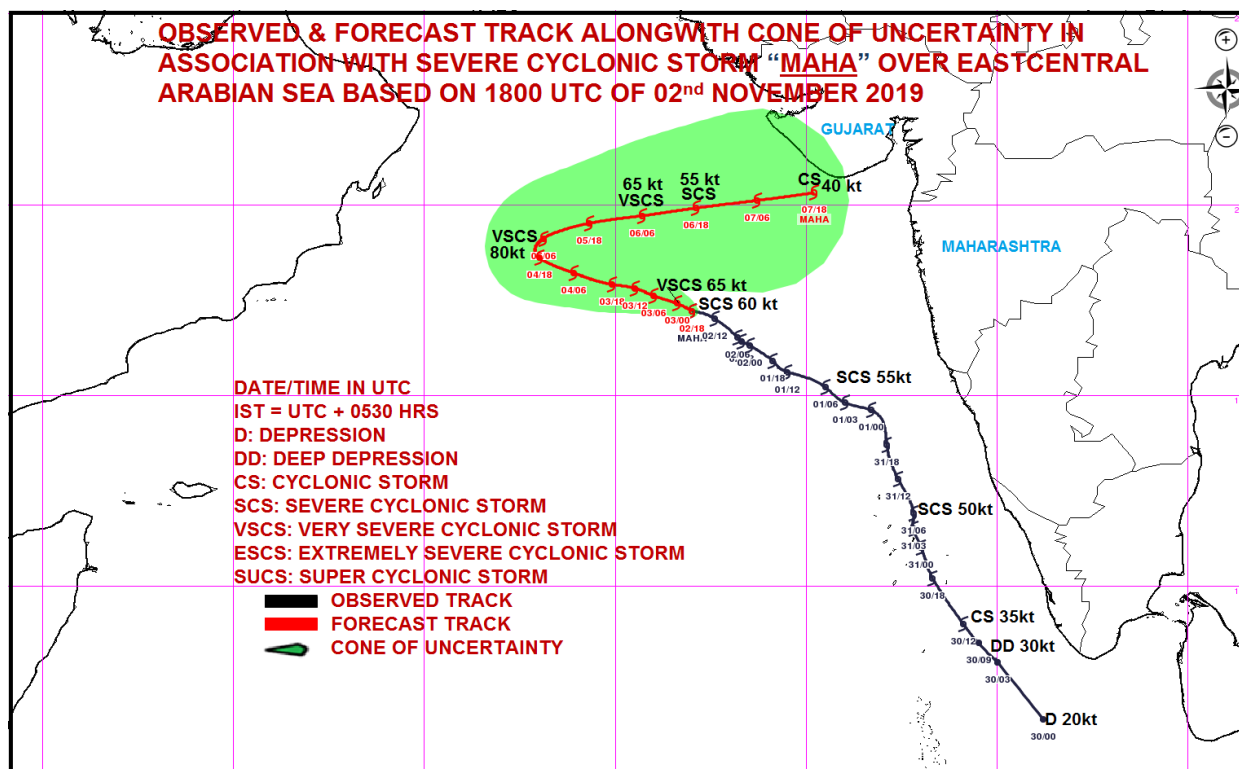 OBSERVED & FORECAST TRACK ALONGWITH CONE OF UNCERTAINTY IN
ASSOCIATION WITH SEVERE CYCLONIC STORM “MAHA” OVER EASTCENTRAL
ARABIAN SEA BASED ON 1800 UTC OF 02nd NOVEMBER 2019
GUJARAT
CS 40 kt
07/18
MAHA
55 kt
SCS
65 kt
VSCS
07/06
06/18
06/06
05/18
VSCS
80kt
05/06
04/18
04/06
03/18
03/12
VSCS 65 kt
03/06
03/00
SCS 60 kt
02/18
MAHA
MAHARASHTRA
02/12
02/06
02/00
01/18
01/12
SCS 55kt
01/06
01/03
01/00
31/18
31/12
SCS 50kt
31/06
31/03
31/00
30/18
CS 35kt
30/12
DD 30kt
30/09
30/03
D 20kt
30/00
DATE/TIME IN UTC
IST = UTC + 0530 HRS
D: DEPRESSION
DD: DEEP DEPRESSION
CS: CYCLONIC STORM
SCS: SEVERE CYCLONIC STORM
VSCS: VERY SEVERE CYCLONIC STORM
ESCS: EXTREMELY SEVERE CYCLONIC STORM
SUCS: SUPER CYCLONIC STORM
OBSERVED TRACK
FORECAST TRACK
CONE OF UNCERTAINTY